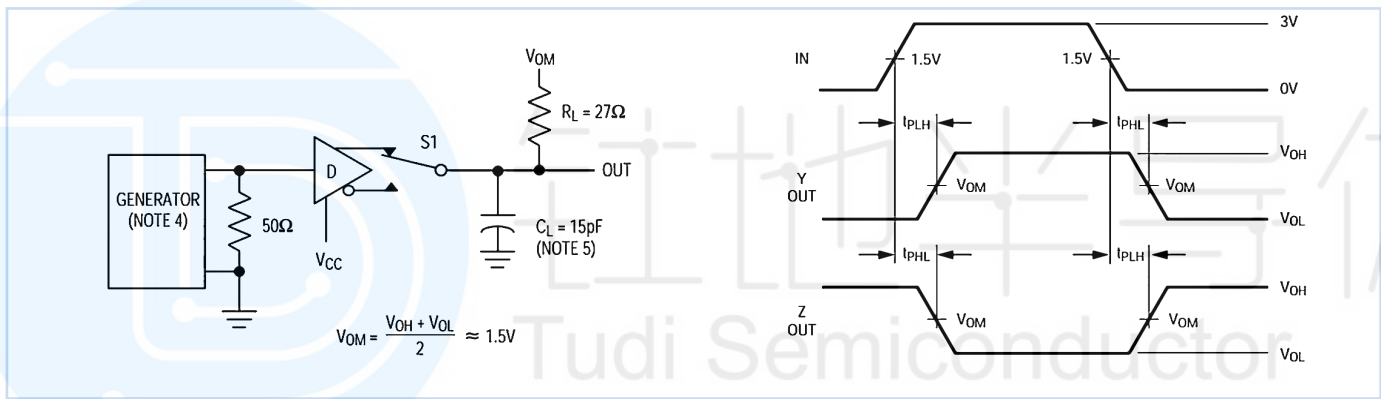 GENERATOR
(NOTE 4)
50Ω
D
VCC
S1
VOM
RL = 27Ω
OUT
CL = 15pF
(NOTE 5)
VOM = VOH + VOL / 2 ≈ 1.5V
IN
1.5V
1.5V
3V
0V
tPLH
tPHL
Y
OUT
VOM
VOM
VOH
VOL
tPHL
tPLH
Z
OUT
VOM
VOM
VOH
VOL
Tudi Semiconductor